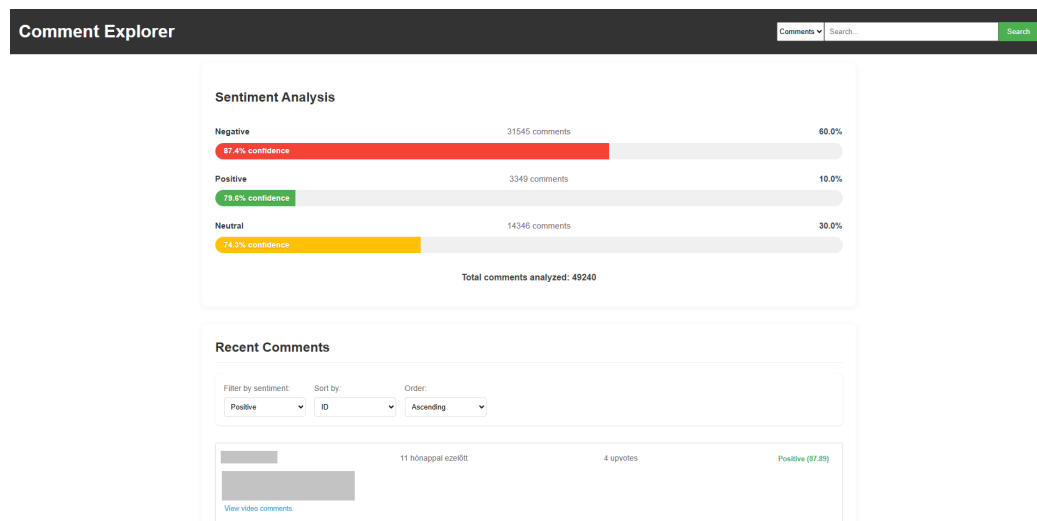 Comment Explorer
Comments Search... Search
Sentiment Analysis
Negative 31545 comments 60.0%
87.4% confidence
Positive 3349 comments 10.0%
79.6% confidence
Neutral 14346 comments 30.0%
74.3% confidence
Total comments analyzed: 49240
Recent Comments
Filter by sentiment: Sort by: Order:
Positive ID Ascending
11 hónappal ezelőtt 4 upvotes Positive (87.89)
View video comments